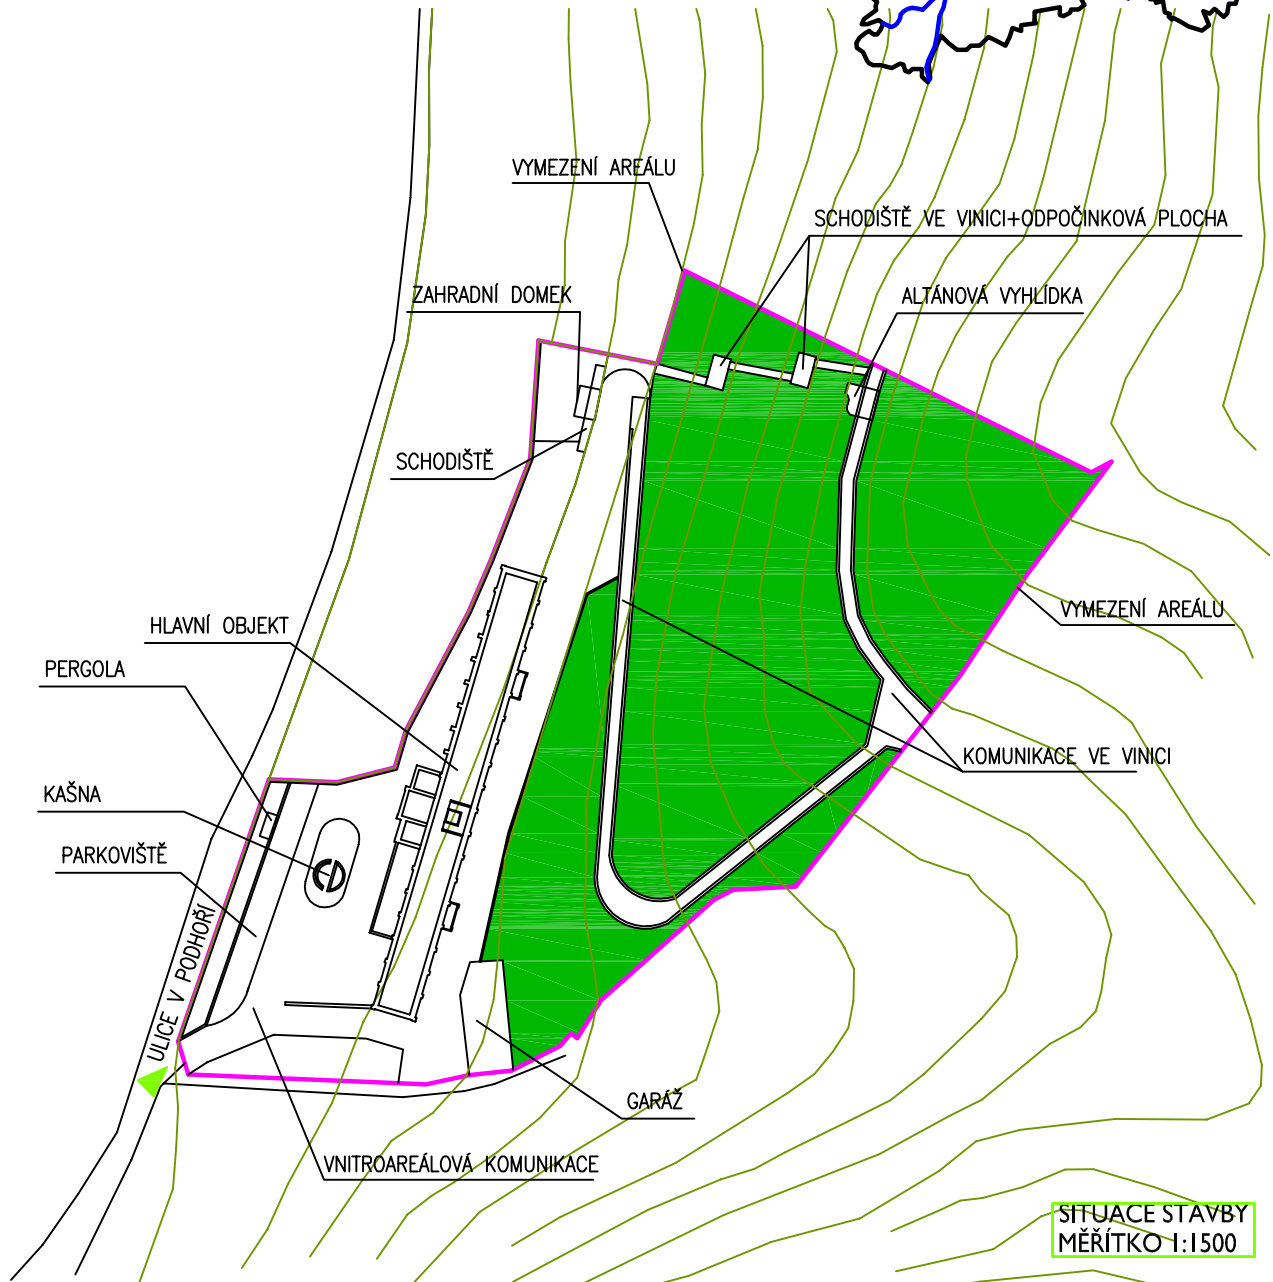 VYMEZENÍ AREÁLU
SCHODIŠTĚ VE VINICI+ODPOČINKOVÁ PLOCHA
ZAHRADNÍ DOMEK
ALTÁNOVÁ VYHLÍDKA
SCHODIŠTĚ
HLAVNÍ OBJEKT
VYMEZENÍ AREÁLU
PERGOLA
KOMUNIKACE VE VINICI
KAŠNA
PARKOVIŠTĚ
ULICE V PODHOŘÍ
GARÁŽ
VNITROAREÁLOVÁ KOMUNIKACE
SITUACE STAVBY
MĚŘÍTKO 1:1500